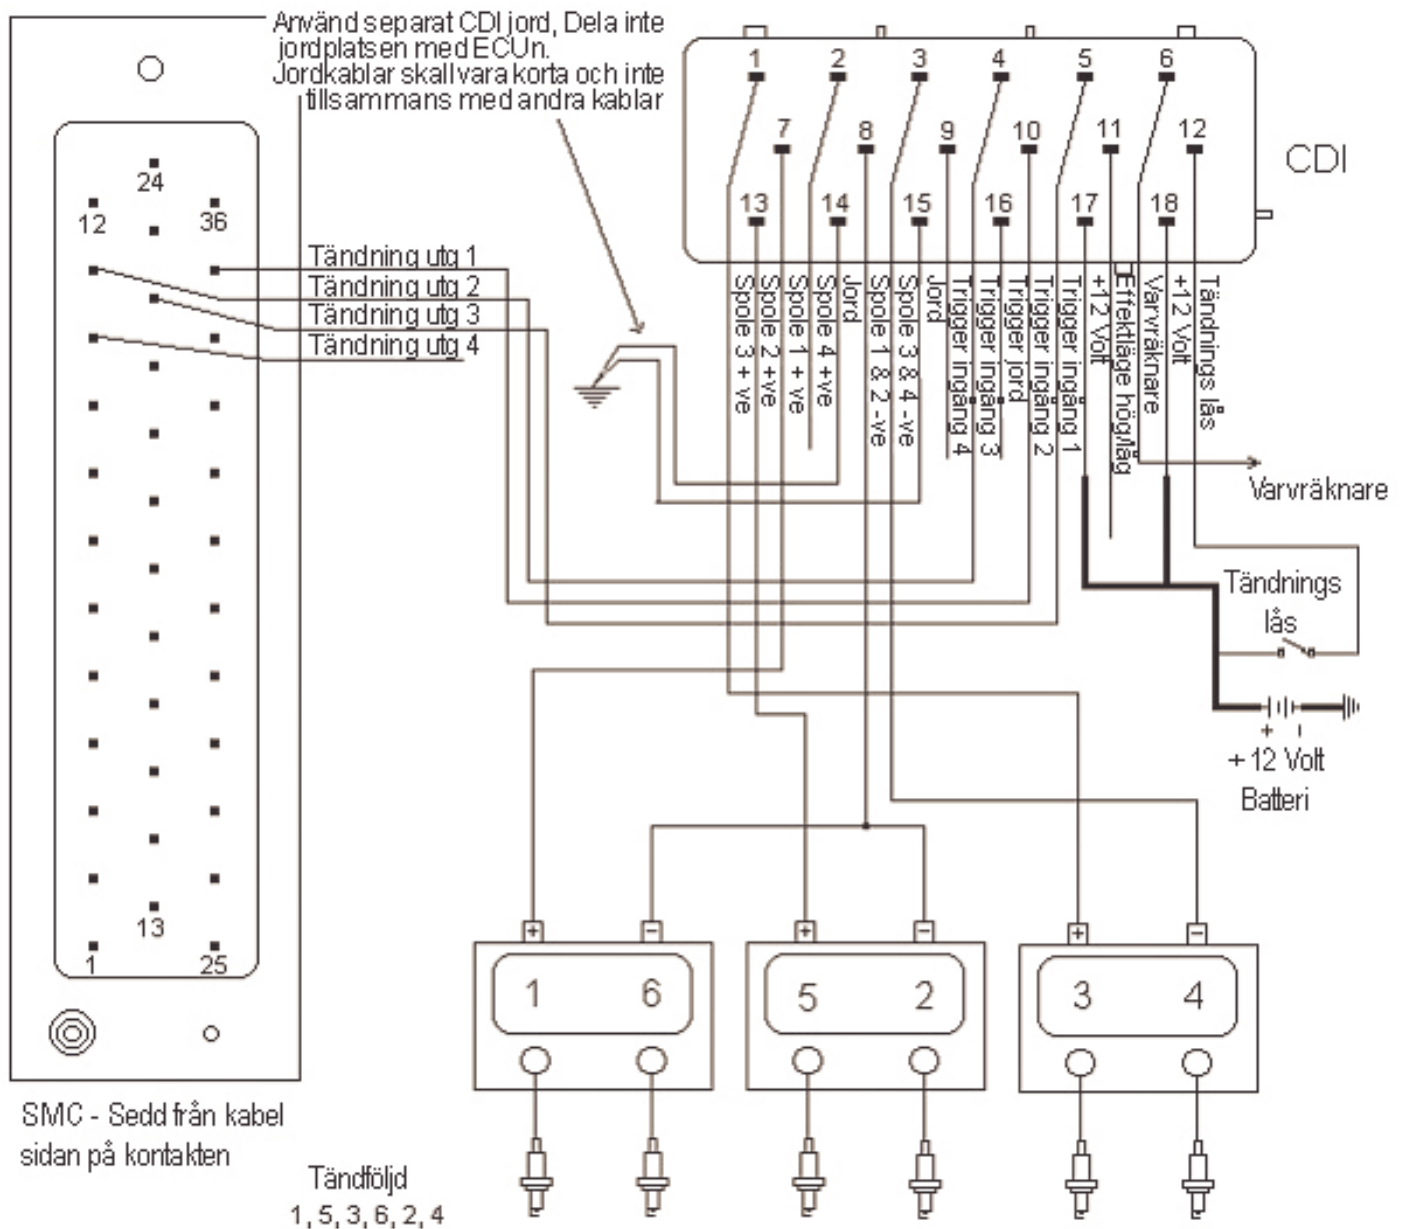 Använd separat CDI jord, Dela inte
jordplatsen med ECUn.
Jordkablar skall vara korta och inte
tillsammans med andra kablar
1 2 3 4 5 6
7 8 9 10 11 12
13 14 15 16 17 18
CDI
24
12 36
Tändning utg 1
Tändning utg 2
Tändning utg 3
Tändning utg 4
Spole 3 + ve
Spole 2 +ve
Spole 1 + ve
Spole 4 +ve
Jord
Spole 1 & 2 -ve
Spole 3 & 4 -ve
Jord
Trigger ingång 4
Trigger ingång 3
Trigger jord
Trigger ingång 2
Trigger ingång 1
+12 Volt
Effektläge hög/låg
Varvräknare
+12 Volt
Tändnings lås
Varvräknare
Tändnings
lås
+ -
+ 12 Volt
Batteri
13
1 25
+ - + - + -
1 6 5 2 3 4
SMC - Sedd från kabel
sidan på kontakten
Tändföljd
1, 5, 3, 6, 2, 4